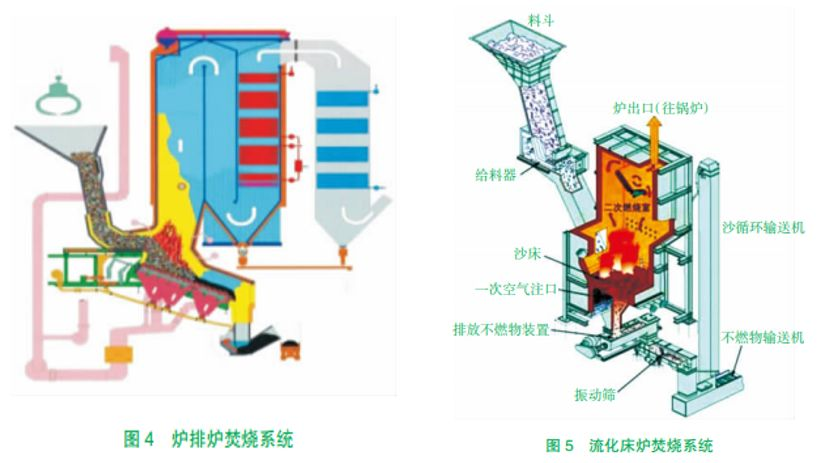 料斗
炉出口(往锅炉)
给料器
二次燃烧室
沙循环输送机
沙床
一次空气注口
排放不燃物装置
不燃物输送机
振动筛
图 4 炉排炉焚烧系统
图 5 流化床炉焚烧系统